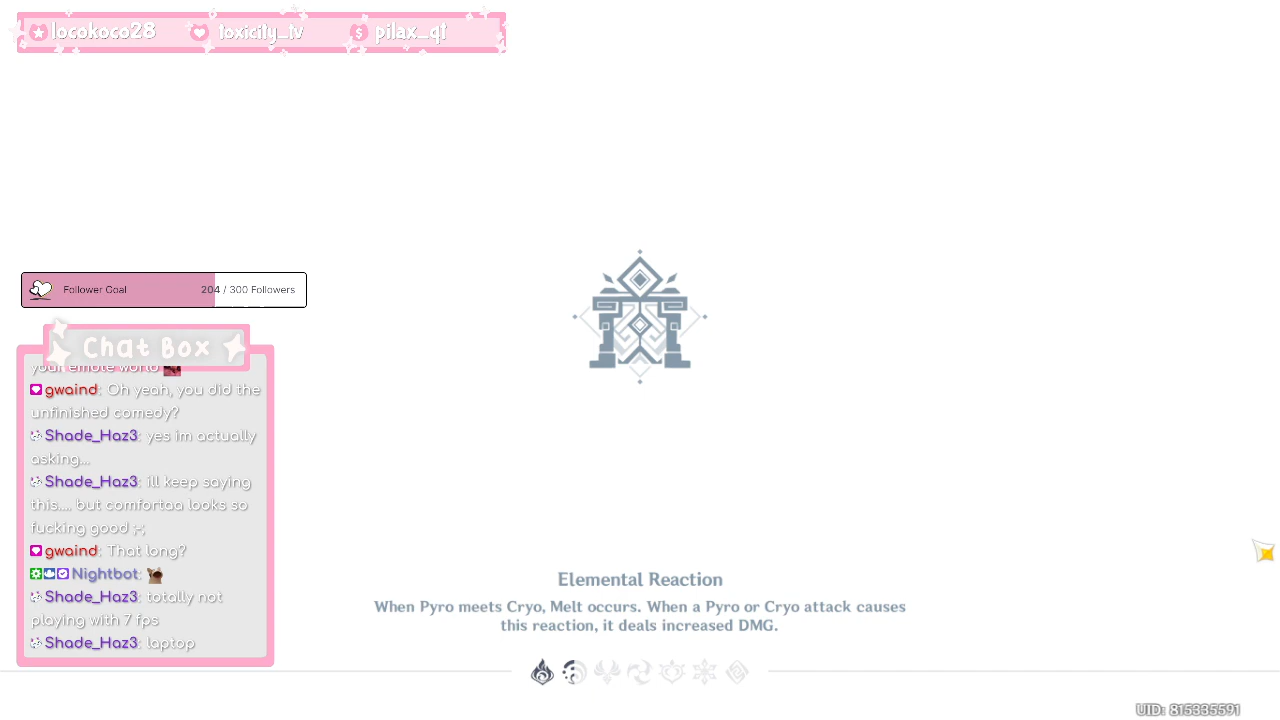 locokoco28 toxicity_tv pilax_qt
Follower Goal 204 / 300 Followers
Chat Box
your emote world
gwaind: Oh yeah, you did the
unfinished comedy?
Shade_Haz3: yes im actually
asking...
Shade_Haz3: ill keep saying
this.... but comfortaa looks so
fucking good ;-;
gwaind: That long?
Nightbot:
Shade_Haz3: totally not
playing with 7 fps
Shade_Haz3: laptop
Elemental Reaction
When Pyro meets Cryo, Melt occurs. When a Pyro or Cryo attack causes
this reaction, it deals increased DMG.
UID: 815335591